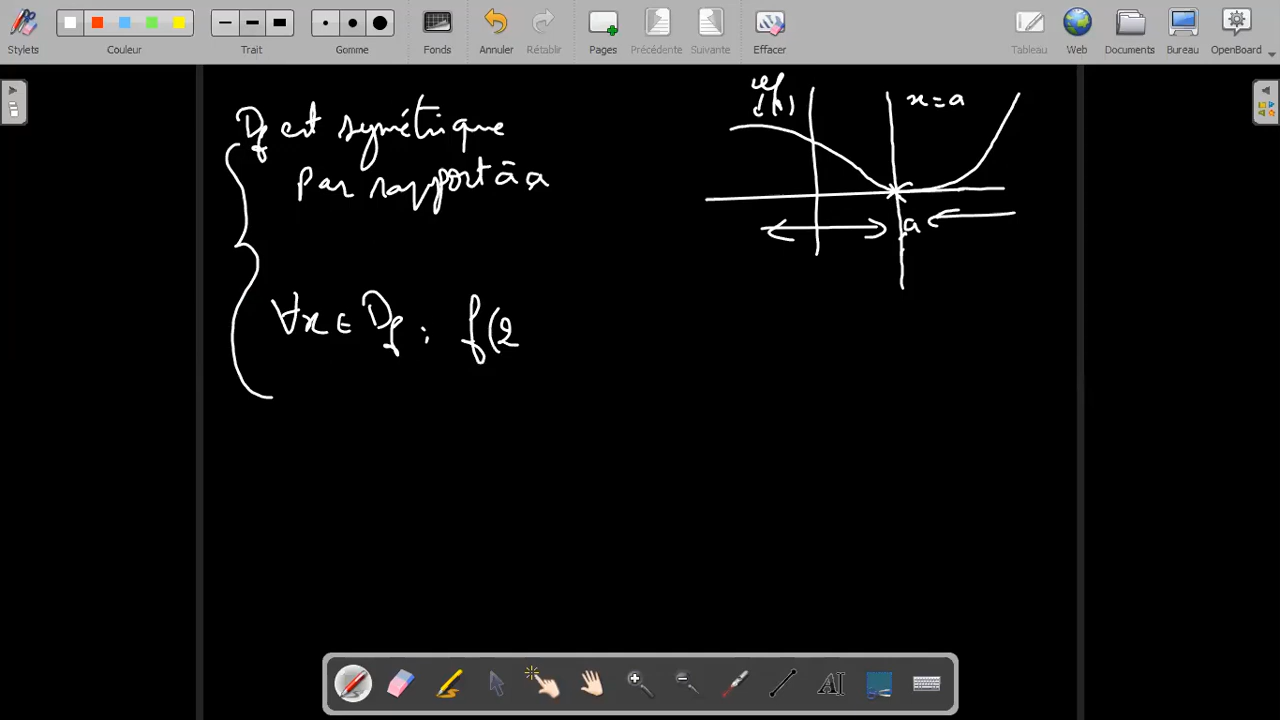 Stylets
Couleur
Trait
Gomme
Fonds
Annuler
Rétablir
Pages
Précédente
Suivante
Effacer
Tableau
Web
Documents
Bureau
OpenBoard
Df est symétrique
par rapport à a
∀x ∈ Df ; f(2
x = a
a